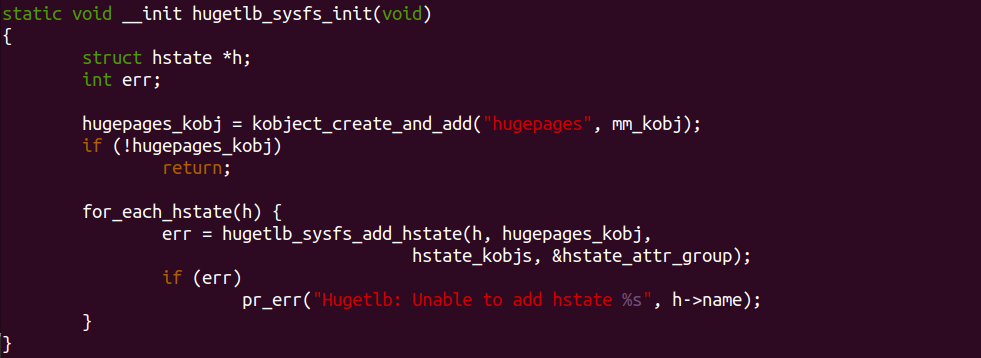 static void __init hugetlb_sysfs_init(void)
{
        struct hstate *h;
        int err;

        hugepages_kobj = kobject_create_and_add("hugepages", mm_kobj);
        if (!hugepages_kobj)
                return;

        for_each_hstate(h) {
                err = hugetlb_sysfs_add_hstate(h, hugepages_kobj,
                                         hstate_kobjs, &hstate_attr_group);
                if (err)
                        pr_err("Hugetlb: Unable to add hstate %s", h->name);
        }
}